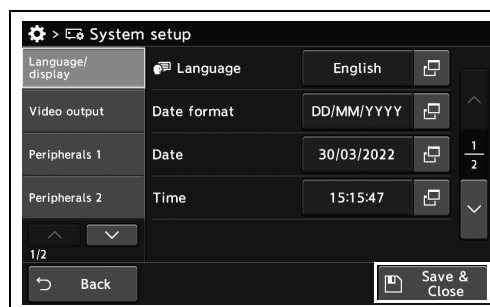 > System setup
Language/
display
Language English
Video output
Date format DD/MM/YYYY
Peripherals 1
Date 30/03/2022
1
2
Peripherals 2
Time 15:15:47
1/2
Back
Save &
Close